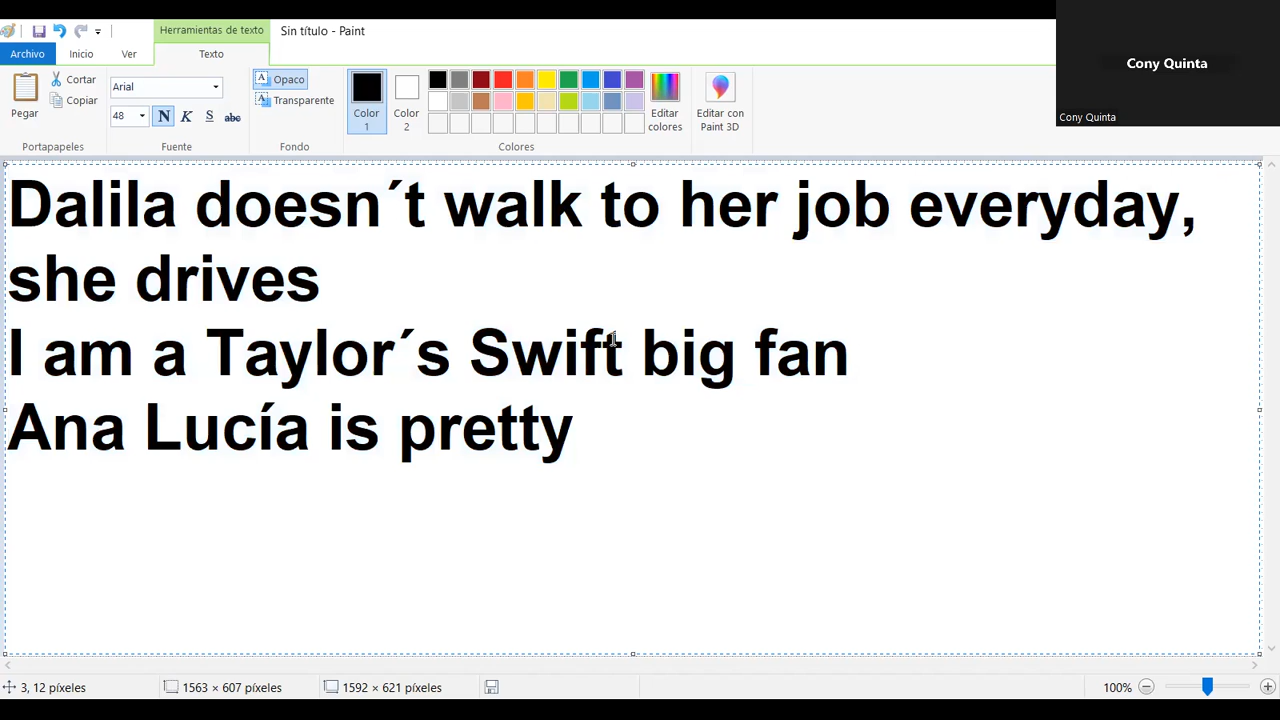 Herramientas de texto Sin título - Paint
Archivo Inicio Ver Texto
Cony Quinta
Cony Quinta
Pegar
Cortar
Copiar
Portapapeles
Arial
48 N K S abc
Fuente
A Opaco
A Transparente
Fondo
Color 1
Color 2
Editar colores
Colores
Editar con Paint 3D
Dalila doesn´t walk to her job everyday,
she drives
I am a Taylor´s Swift big fan
Ana Lucía is pretty
3, 12 píxeles 1563 × 607 píxeles 1592 × 621 píxeles 100%